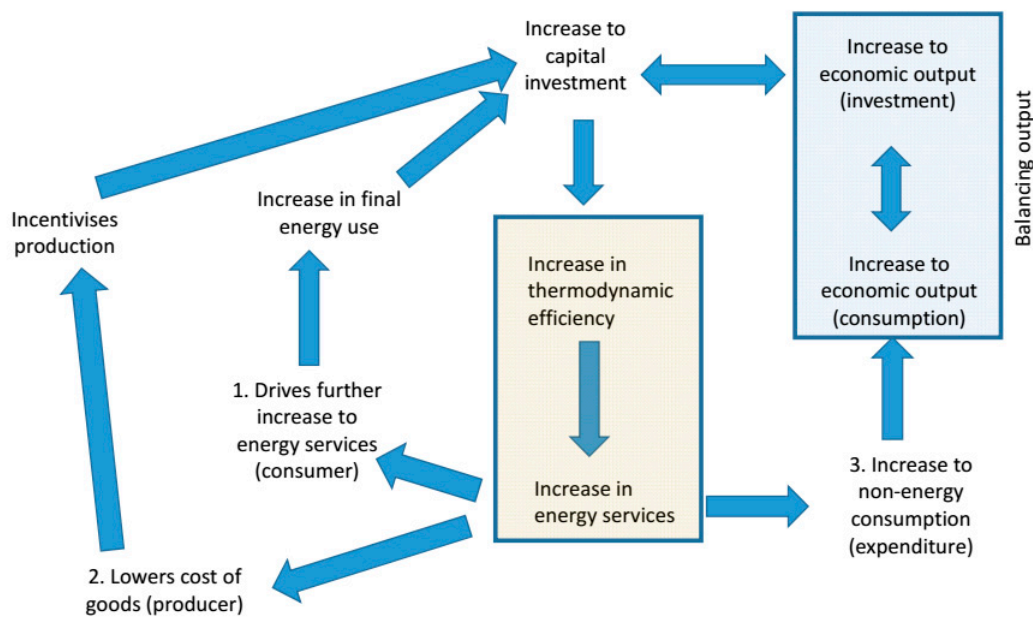 Increase to
capital
investment
Increase to
economic output
(investment)
Balancing output
Increase to
economic output
(consumption)
Incentivises
production
Increase in final
energy use
Increase in
thermodynamic
efficiency
1. Drives further
increase to
energy services
(consumer)
Increase in
energy services
3. Increase to
non-energy
consumption
(expenditure)
2. Lowers cost of
goods (producer)